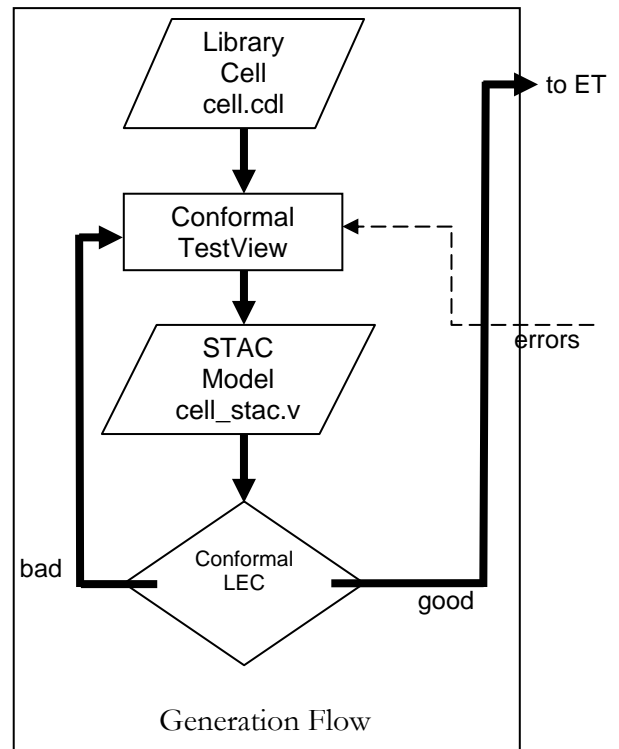 Library
Cell
cell.cdl
to ET
Conformal
TestView
errors
STAC
Model
cell_stac.v
Conformal
LEC
bad
good
Generation Flow